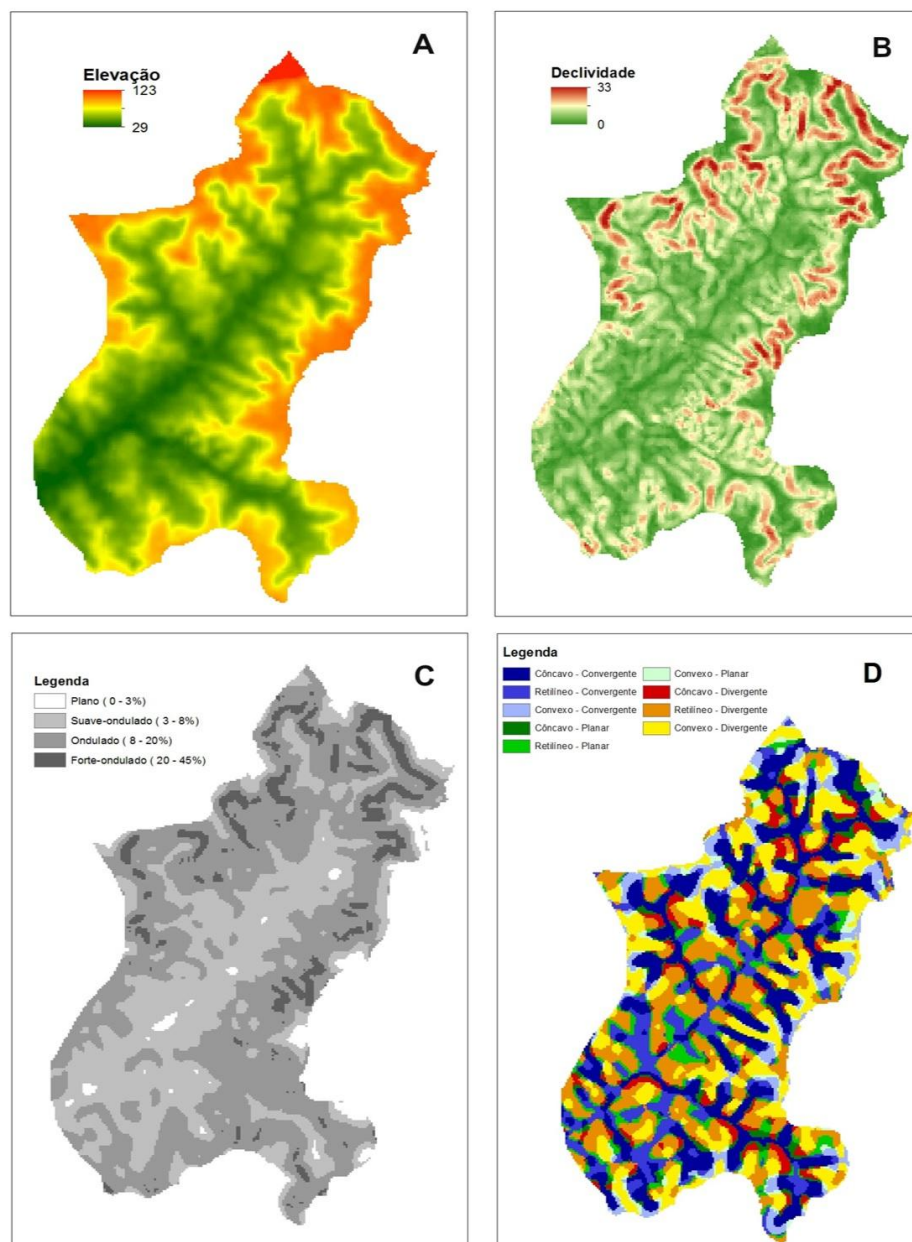 A
Elevação
123
29
B
Declividade
33
0
C
Legenda
Plano ( 0 - 3%)
Suave-ondulado ( 3 - 8%)
Ondulado ( 8 - 20%)
Forte-ondulado ( 20 - 45%)
D
Legenda
Côncavo - Convergente
Retilíneo - Convergente
Convexo - Convergente
Côncavo - Planar
Retilíneo - Planar
Convexo - Planar
Côncavo - Divergente
Retilíneo - Divergente
Convexo - Divergente